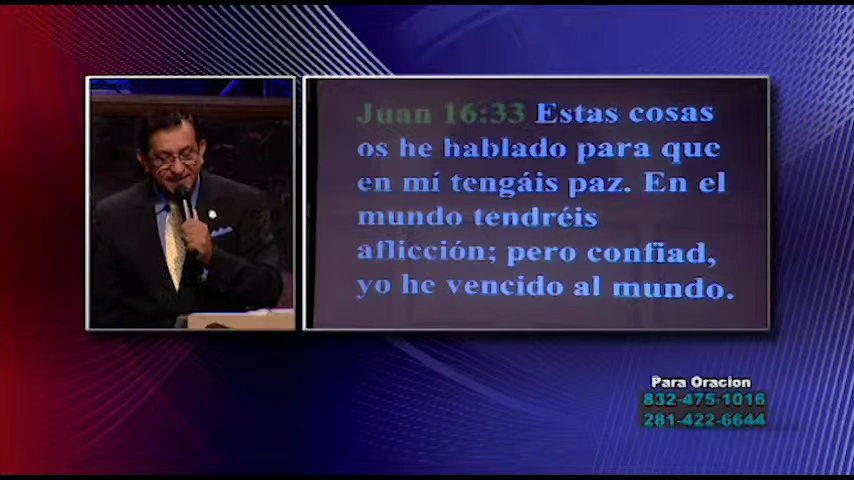 Juan 16:33 Estas cosas
os he hablado para que
en mí tengáis paz. En el
mundo tendréis
aflicción; pero confiad,
yo he vencido al mundo.
Para Oracion
832-475-1016
281-422-6644